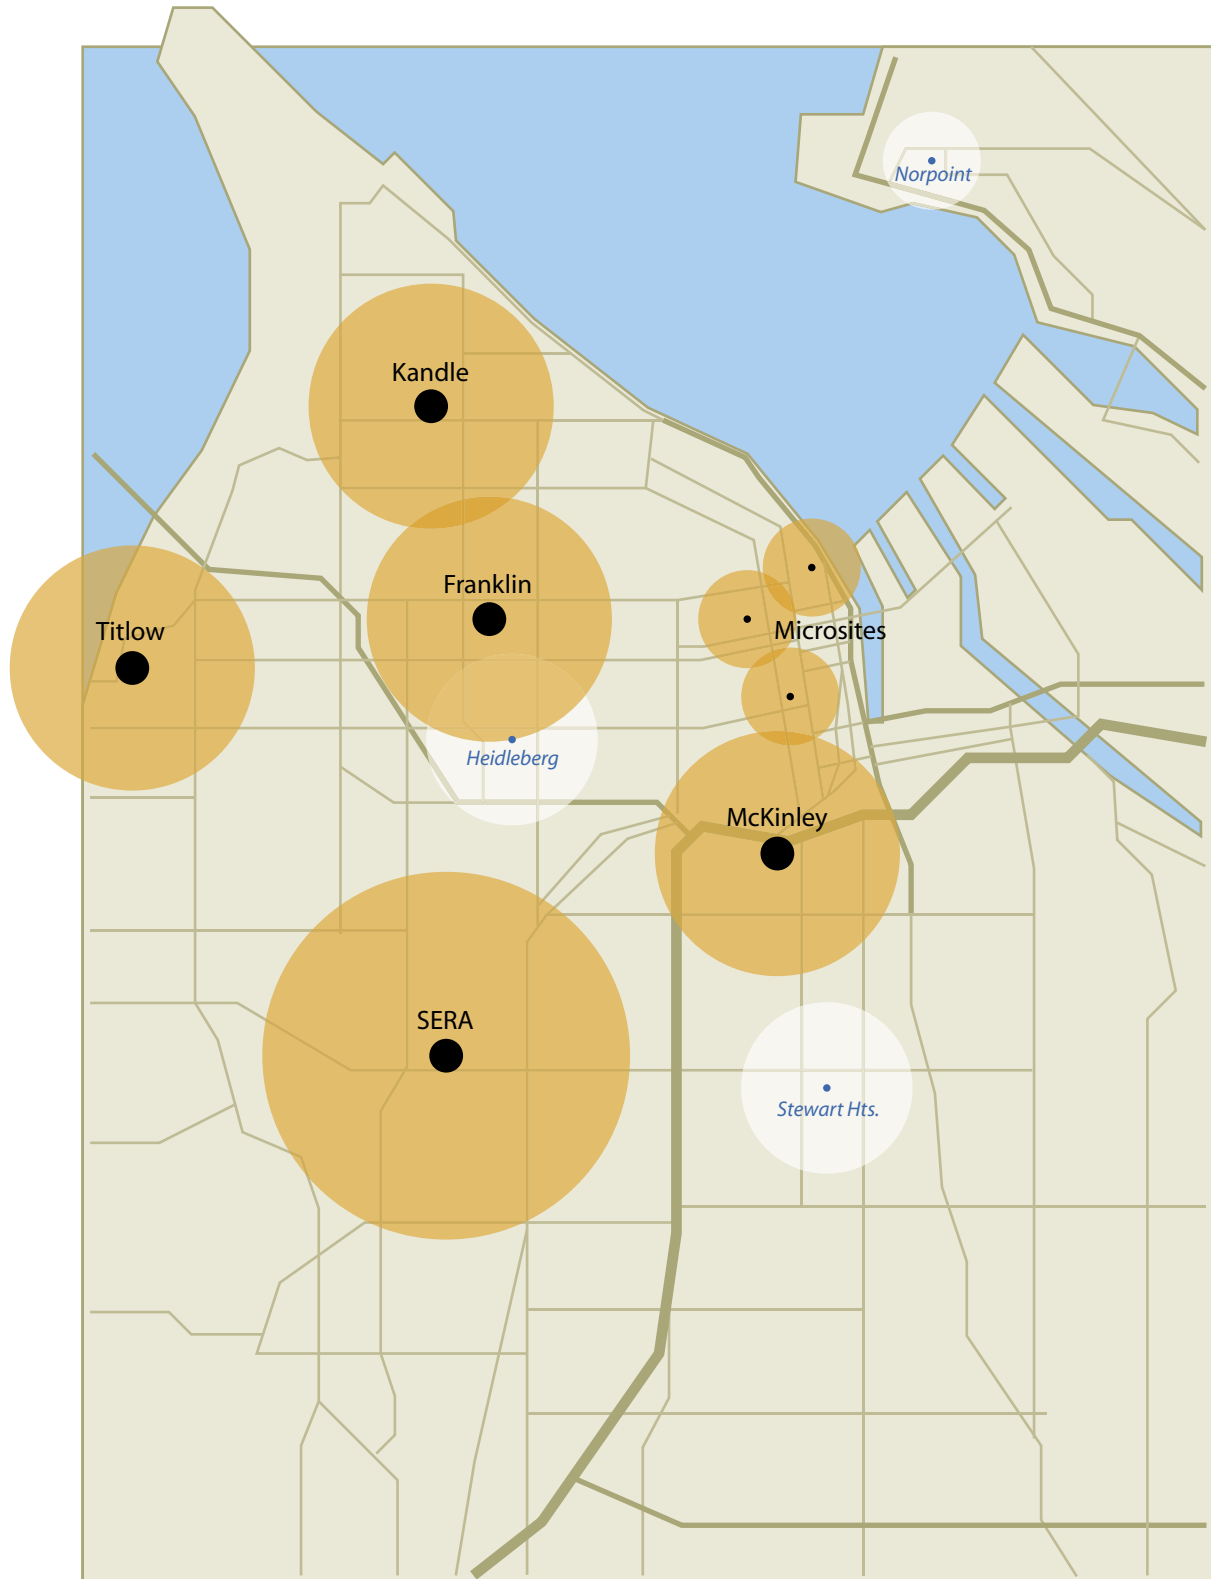 Norpoint
Kandle
Franklin
Titlow
Microsites
Heidleberg
McKinley
SERA
Stewart Hts.